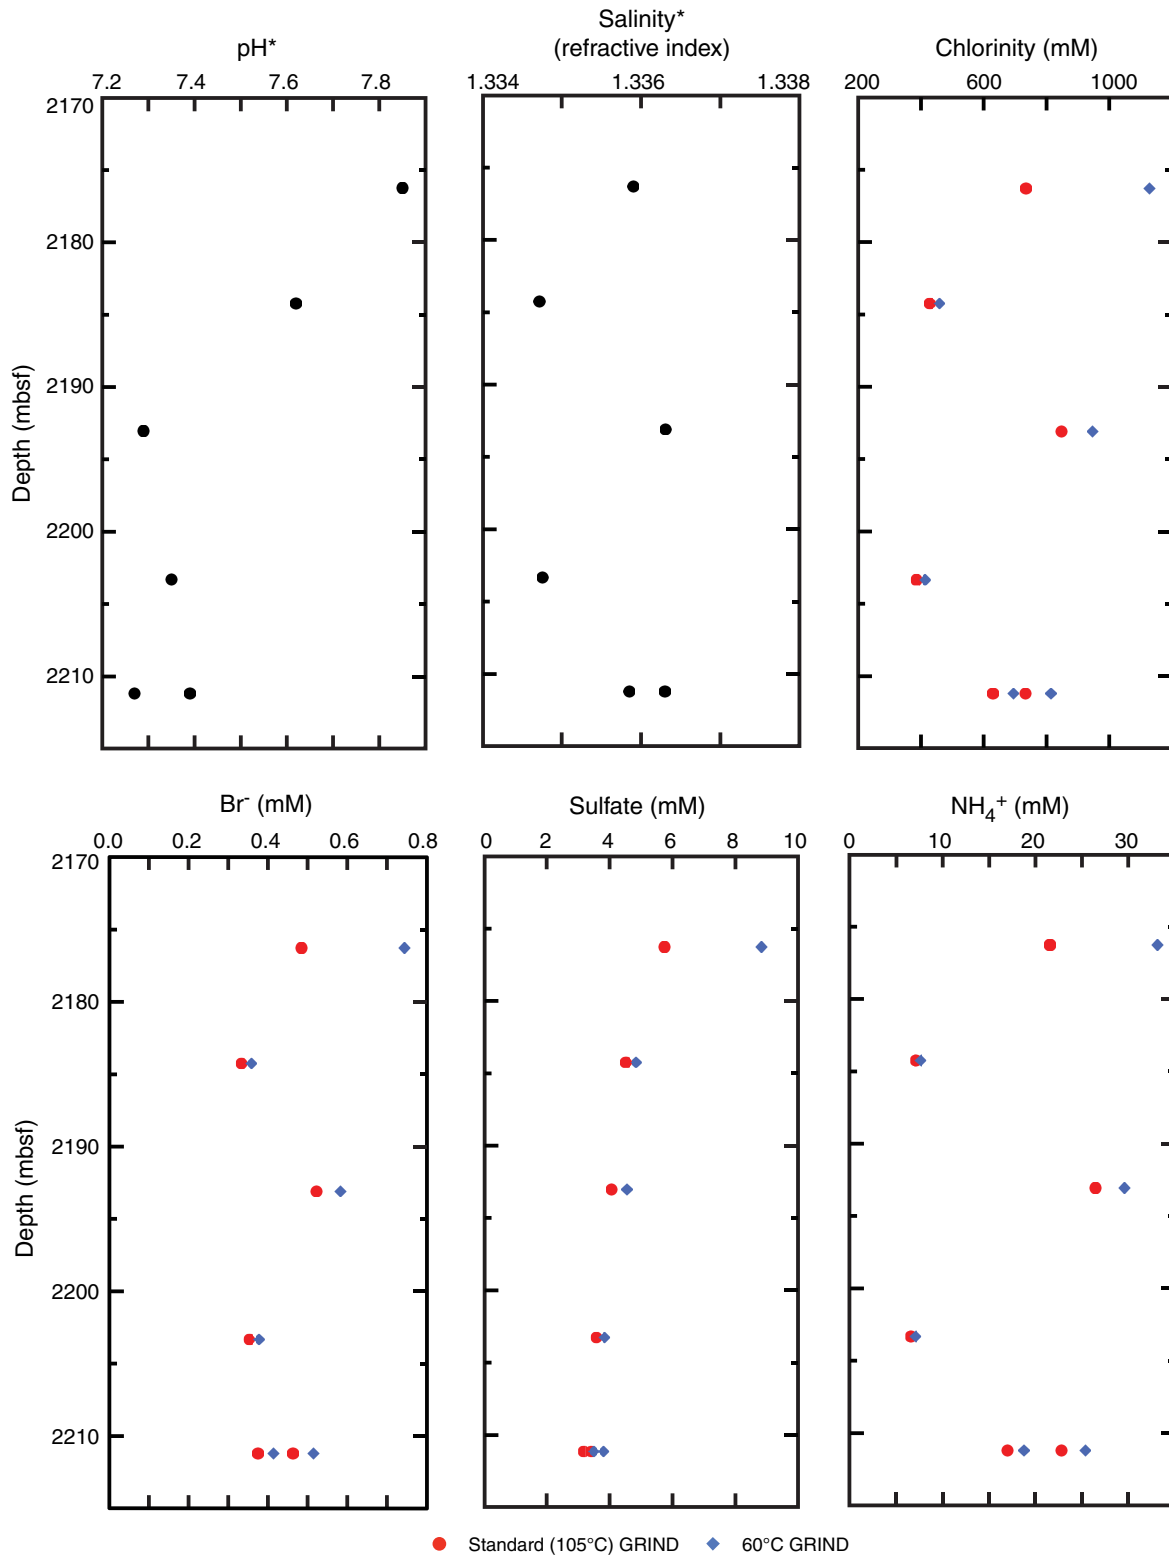 pH*
7.2 7.4 7.6 7.8
Salinity*
(refractive index)
1.334 1.336 1.338
Chlorinity (mM)
200 600 1000
Depth (mbsf)
2170
2180
2190
2200
2210
Br- (mM)
0.0 0.2 0.4 0.6 0.8
Sulfate (mM)
0 2 4 6 8 10
NH4+ (mM)
0 10 20 30
Depth (mbsf)
2170
2180
2190
2200
2210
Standard (105°C) GRIND 60°C GRIND